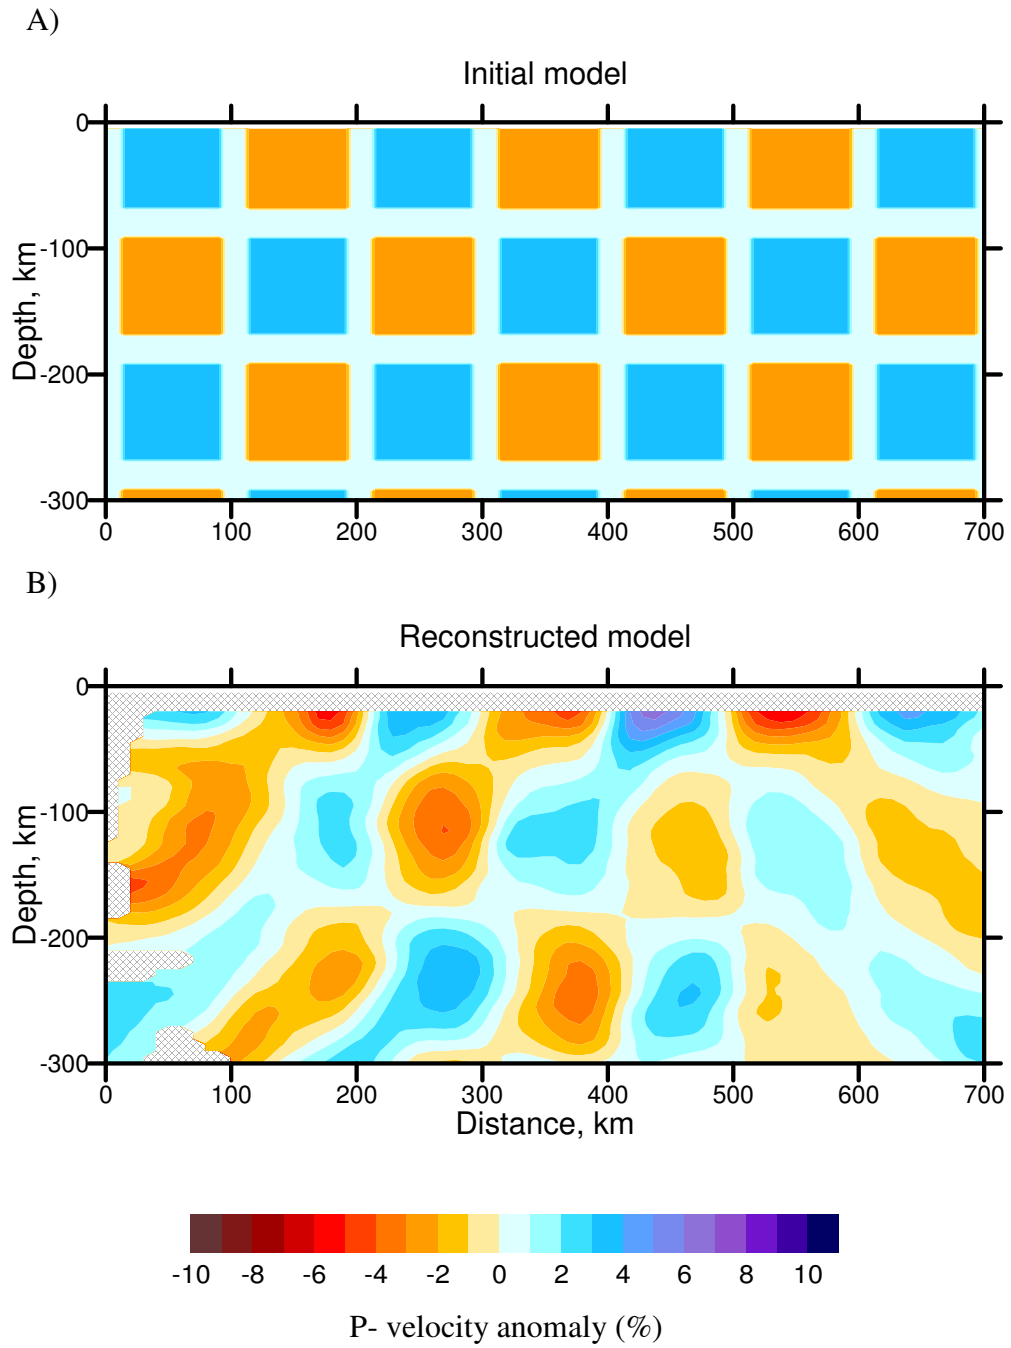 A)
Initial model
0
-100
-200
-300
Depth, km
0 100 200 300 400 500 600 700
B)
Reconstructed model
0
-100
-200
-300
Depth, km
0 100 200 300 400 500 600 700
Distance, km
-10 -8 -6 -4 -2 0 2 4 6 8 10
P- velocity anomaly (%)